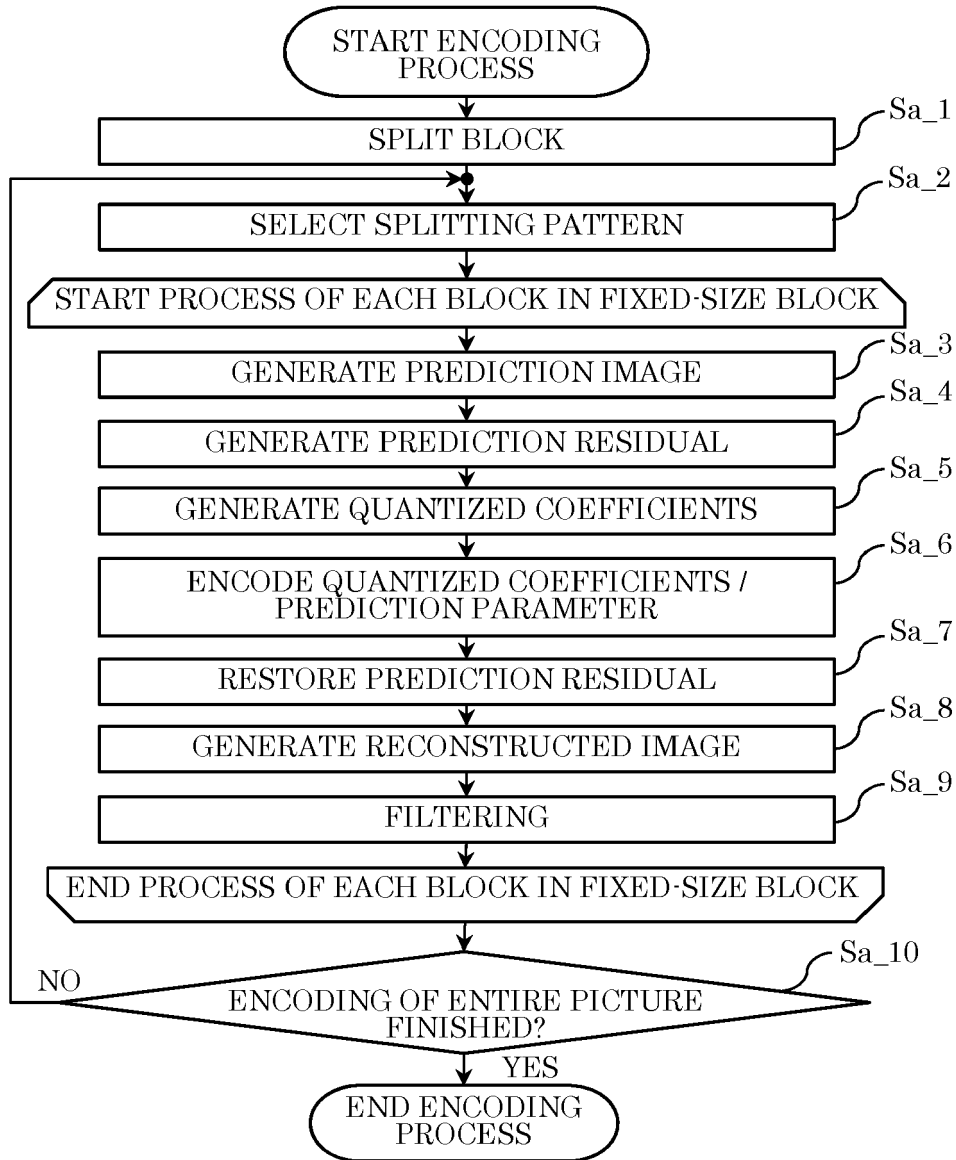 START ENCODING
PROCESS
Sa_1
SPLIT BLOCK
Sa_2
SELECT SPLITTING PATTERN
START PROCESS OF EACH BLOCK IN FIXED-SIZE BLOCK
Sa_3
GENERATE PREDICTION IMAGE
Sa_4
GENERATE PREDICTION RESIDUAL
Sa_5
GENERATE QUANTIZED COEFFICIENTS
Sa_6
ENCODE QUANTIZED COEFFICIENTS /
PREDICTION PARAMETER
Sa_7
RESTORE PREDICTION RESIDUAL
Sa_8
GENERATE RECONSTRUCTED IMAGE
Sa_9
FILTERING
END PROCESS OF EACH BLOCK IN FIXED-SIZE BLOCK
Sa_10
NO
ENCODING OF ENTIRE PICTURE
FINISHED?
YES
END ENCODING
PROCESS